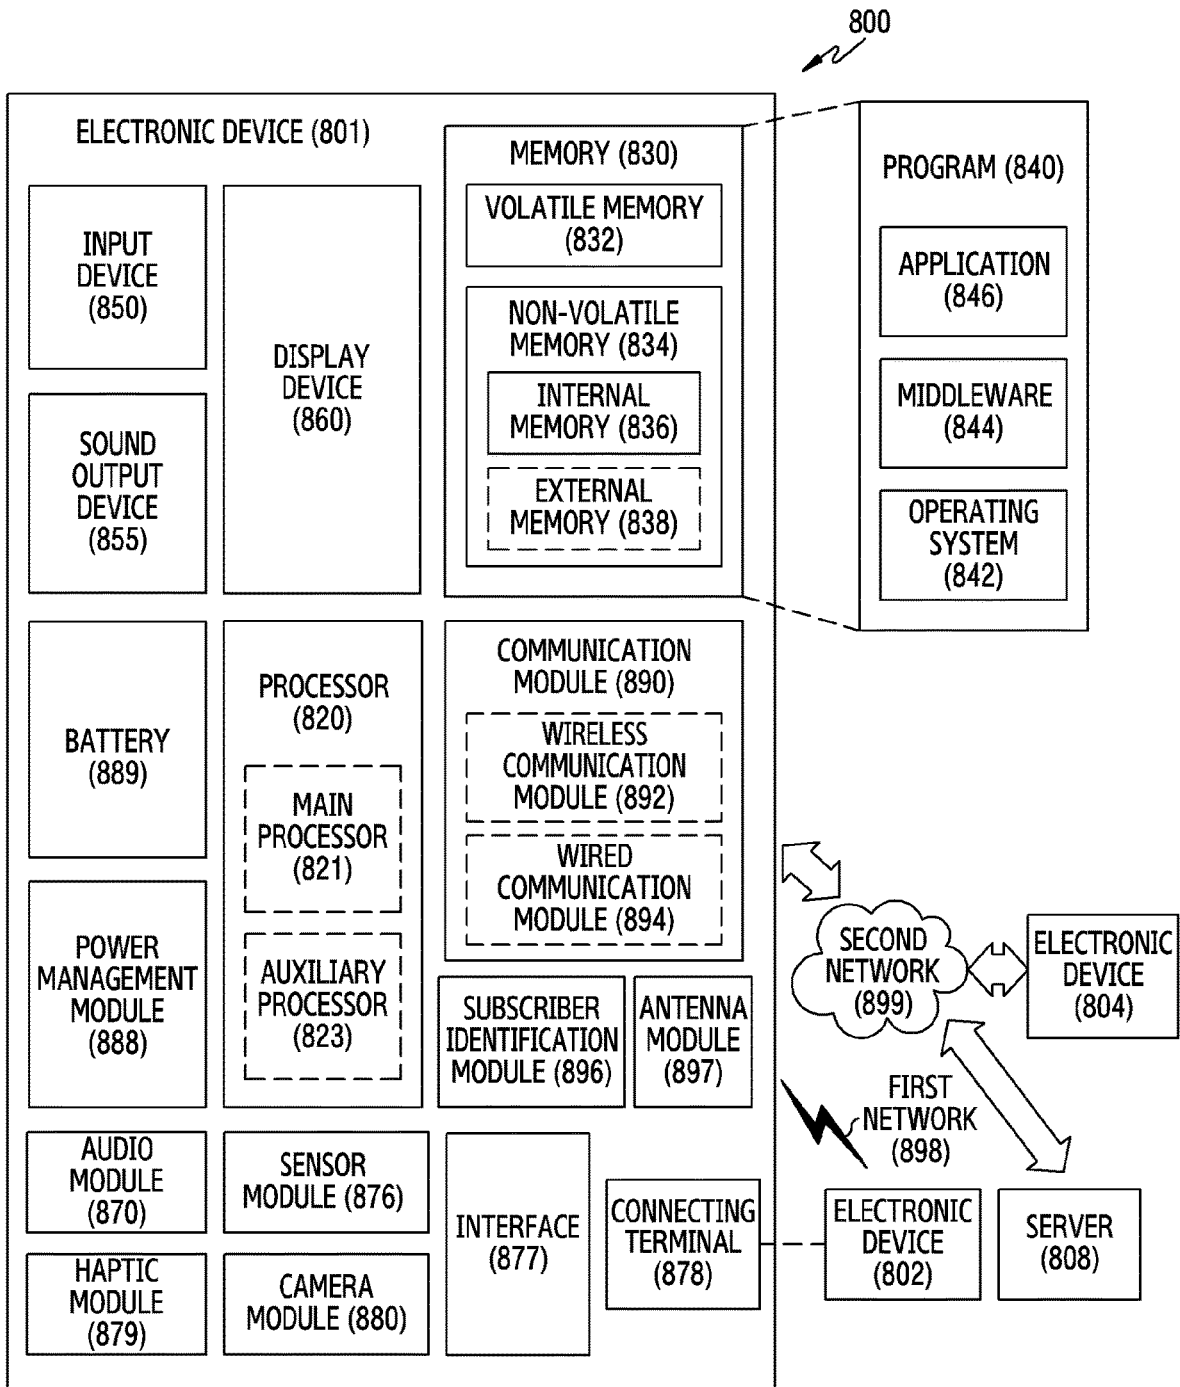 800
ELECTRONIC DEVICE (801)
INPUT
DEVICE
(850)
SOUND
OUTPUT
DEVICE
(855)
DISPLAY
DEVICE
(860)
MEMORY (830)
VOLATILE MEMORY
(832)
NON-VOLATILE
MEMORY (834)
INTERNAL
MEMORY (836)
EXTERNAL
MEMORY (838)
PROGRAM (840)
APPLICATION
(846)
MIDDLEWARE
(844)
OPERATING
SYSTEM
(842)
BATTERY
(889)
POWER
MANAGEMENT
MODULE
(888)
PROCESSOR
(820)
MAIN
PROCESSOR
(821)
AUXILIARY
PROCESSOR
(823)
COMMUNICATION
MODULE (890)
WIRELESS
COMMUNICATION
MODULE (892)
WIRED
COMMUNICATION
MODULE (894)
SUBSCRIBER
IDENTIFICATION
MODULE (896)
ANTENNA
MODULE
(897)
SECOND
NETWORK
(899)
ELECTRONIC
DEVICE
(804)
FIRST
NETWORK
(898)
AUDIO
MODULE
(870)
SENSOR
MODULE (876)
HAPTIC
MODULE
(879)
CAMERA
MODULE (880)
INTERFACE
(877)
CONNECTING
TERMINAL
(878)
ELECTRONIC
DEVICE
(802)
SERVER
(808)